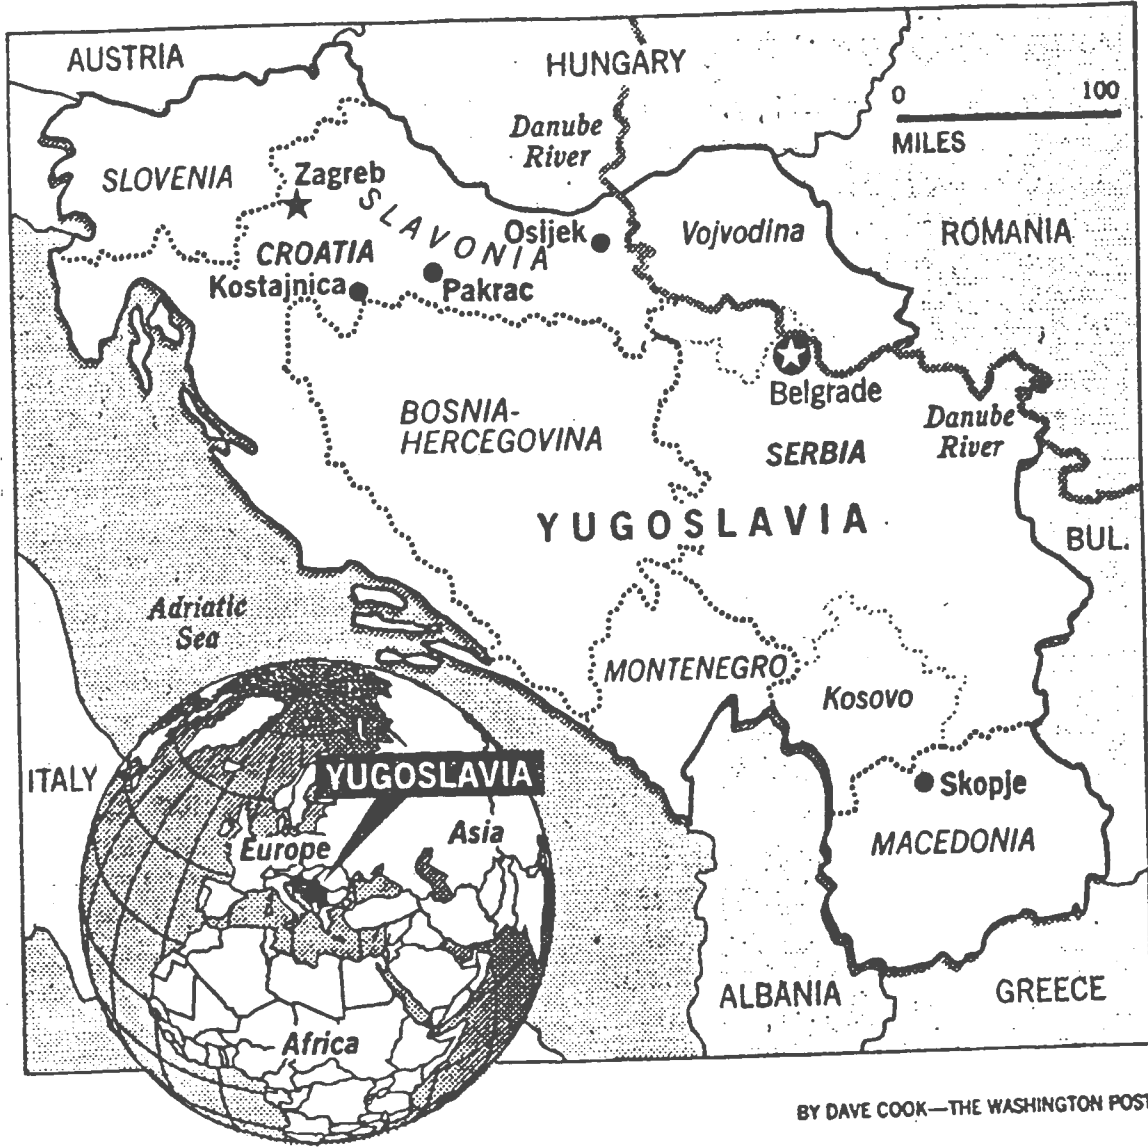 AUSTRIA
HUNGARY
0 100
MILES
Danube
River
SLOVENIA
Zagreb
SLAVONIA
Osijek
Vojvodina
ROMANIA
CROATIA
Kostajnica
Pakrac
Belgrade
BOSNIA-
HERCEGOVINA
Danube
River
SERBIA
YUGOSLAVIA
BUL.
Adriatic
Sea
MONTENEGRO
Kosovo
ITALY
YUGOSLAVIA
Skopje
Europe
Asia
MACEDONIA
ALBANIA
GREECE
Africa
BY DAVE COOK—THE WASHINGTON POST